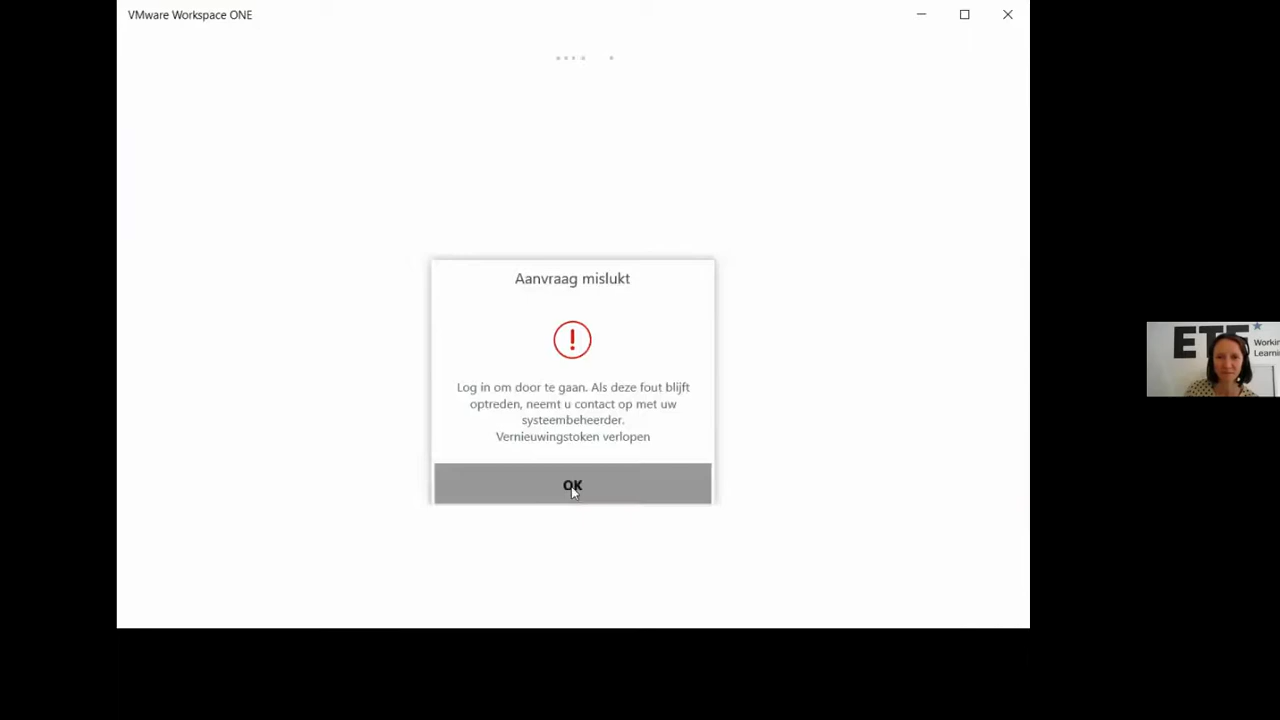 VMware Workspace ONE
Aanvraag mislukt
Log in om door te gaan. Als deze fout blijft
optreden, neemt u contact op met uw
systeembeheerder.
Vernieuwingstoken verlopen
OK